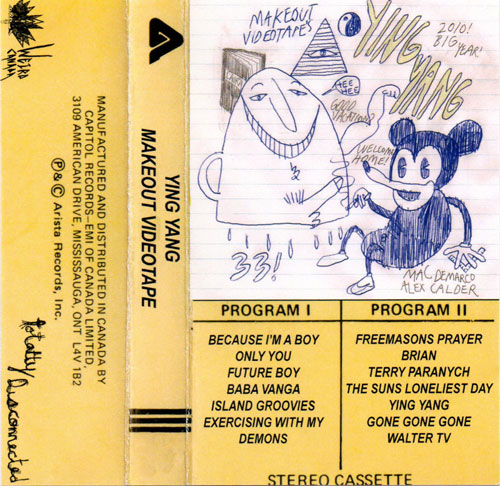 WEIRD
CANADA
MANUFACTURED AND DISTRIBUTED IN CANADA BY
CAPITOL RECORDS-EMI OF CANADA LIMITED,
3109 AMERICAN DRIVE, MISSISSAUGA, ONT L4V 1B2
℗&© Arista Records, Inc.
totally disconnected
YING YANG
MAKEOUT VIDEOTAPE
MAKEOUT
VIDEOTAPES
YING
YANG
2010!
BIG
YEAR!
HEE
HEE
GOOD
VACATION?
WELCOME
HOME!
33!
MAC DEMARCO
ALEX CALDER
PROGRAM I
BECAUSE I'M A BOY
ONLY YOU
FUTURE BOY
BABA VANGA
ISLAND GROOVIES
EXERCISING WITH MY
DEMONS
PROGRAM II
FREEMASONS PRAYER
BRIAN
TERRY PARANYCH
THE SUNS LONELIEST DAY
YING YANG
GONE GONE GONE
WALTER TV
STEREO CASSETTE